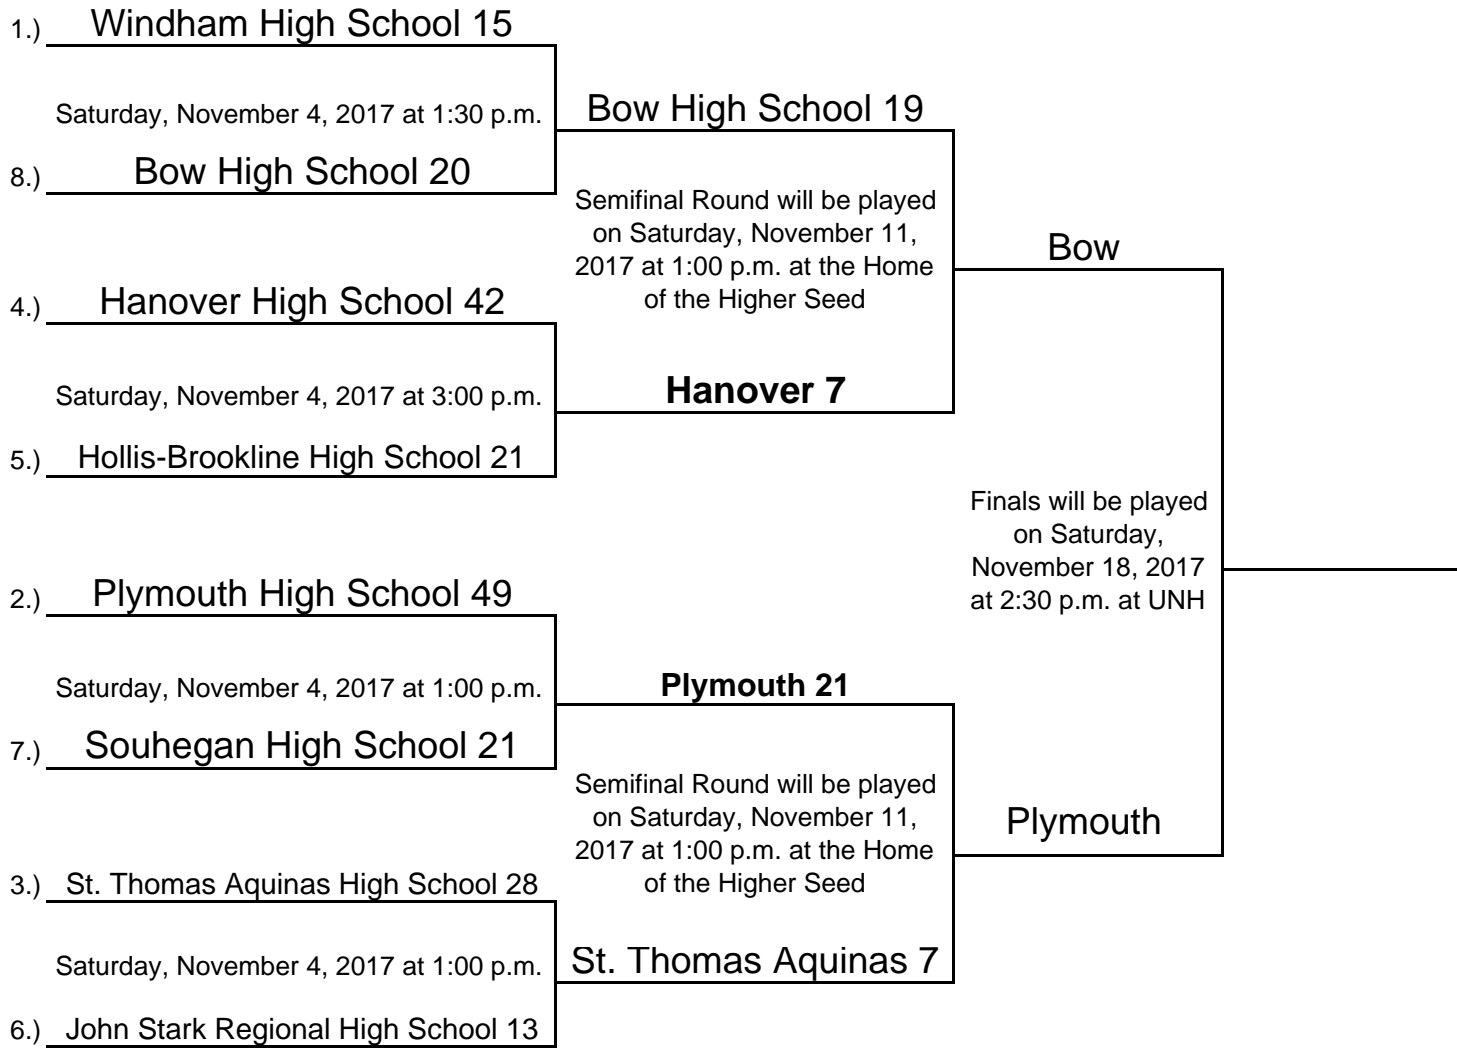 1.) Windham High School 15
Saturday, November 4, 2017 at 1:30 p.m.
8.) Bow High School 20
4.) Hanover High School 42
Saturday, November 4, 2017 at 3:00 p.m.
5.) Hollis-Brookline High School 21
2.) Plymouth High School 49
Saturday, November 4, 2017 at 1:00 p.m.
7.) Souhegan High School 21
3.) St. Thomas Aquinas High School 28
Saturday, November 4, 2017 at 1:00 p.m.
6.) John Stark Regional High School 13
Bow High School 19
Semifinal Round will be played
on Saturday, November 11,
2017 at 1:00 p.m. at the Home
of the Higher Seed
Hanover 7
Plymouth 21
Semifinal Round will be played
on Saturday, November 11,
2017 at 1:00 p.m. at the Home
of the Higher Seed
St. Thomas Aquinas 7
Bow
Finals will be played
on Saturday,
November 18, 2017
at 2:30 p.m. at UNH
Plymouth